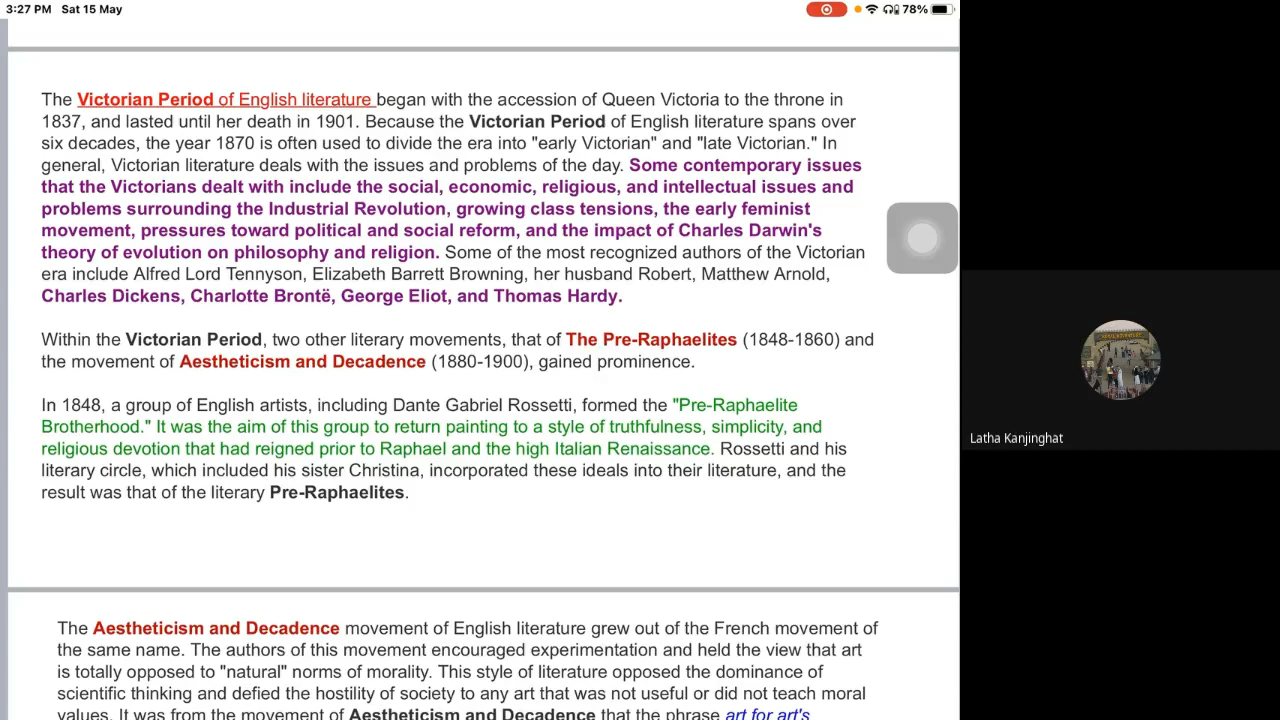 3:27 PM Sat 15 May
78%
The Victorian Period of English literature began with the accession of Queen Victoria to the throne in
1837, and lasted until her death in 1901. Because the Victorian Period of English literature spans over
six decades, the year 1870 is often used to divide the era into "early Victorian" and "late Victorian." In
general, Victorian literature deals with the issues and problems of the day. Some contemporary issues
that the Victorians dealt with include the social, economic, religious, and intellectual issues and
problems surrounding the Industrial Revolution, growing class tensions, the early feminist
movement, pressures toward political and social reform, and the impact of Charles Darwin's
theory of evolution on philosophy and religion. Some of the most recognized authors of the Victorian
era include Alfred Lord Tennyson, Elizabeth Barrett Browning, her husband Robert, Matthew Arnold,
Charles Dickens, Charlotte Brontë, George Eliot, and Thomas Hardy.
Within the Victorian Period, two other literary movements, that of The Pre-Raphaelites (1848-1860) and
the movement of Aestheticism and Decadence (1880-1900), gained prominence.
In 1848, a group of English artists, including Dante Gabriel Rossetti, formed the "Pre-Raphaelite
Brotherhood." It was the aim of this group to return painting to a style of truthfulness, simplicity, and
religious devotion that had reigned prior to Raphael and the high Italian Renaissance. Rossetti and his
literary circle, which included his sister Christina, incorporated these ideals into their literature, and the
result was that of the literary Pre-Raphaelites.
Latha Kanjinghat
The Aestheticism and Decadence movement of English literature grew out of the French movement of
the same name. The authors of this movement encouraged experimentation and held the view that art
is totally opposed to "natural" norms of morality. This style of literature opposed the dominance of
scientific thinking and defied the hostility of society to any art that was not useful or did not teach moral
values. It was from the movement of Aestheticism and Decadence that the phrase art for art's